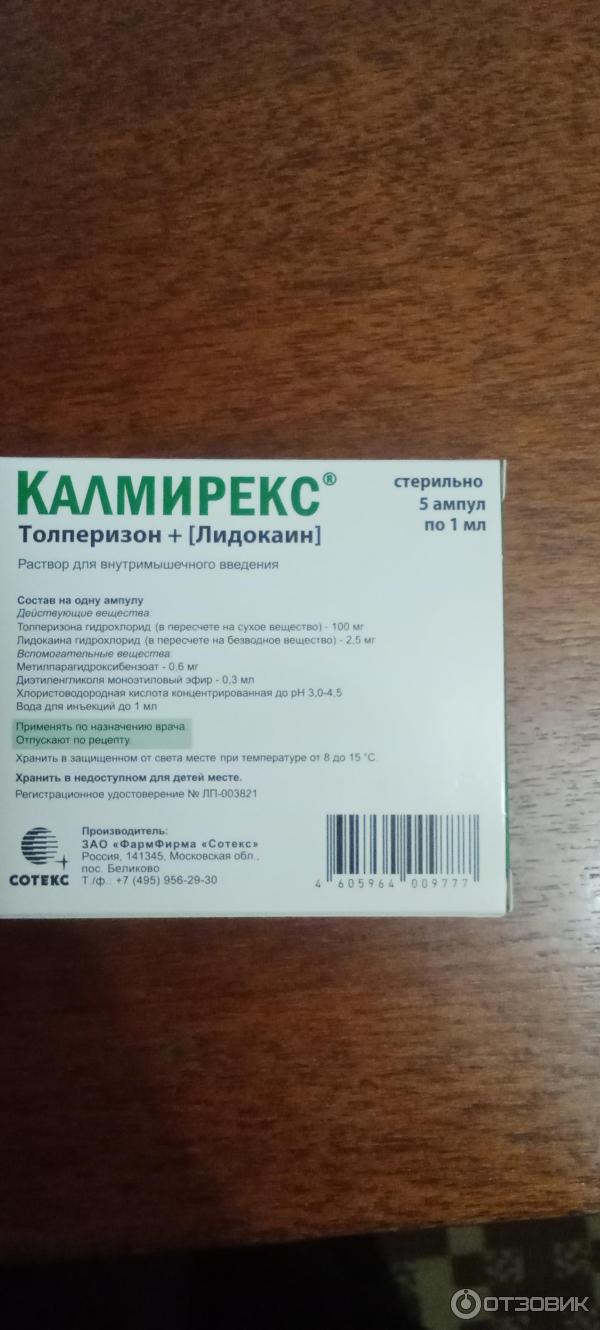 КАЛМИРЕКС®
Толперизон + [Лидокаин]
стерильно
5 ампул
по 1 мл
Раствор для внутримышечного введения
Состав на одну ампулу
Действующие вещества:
Толперизона гидрохлорид (в пересчете на сухое вещество) - 100 мг
Лидокаина гидрохлорид (в пересчете на безводное вещество) - 2,5 мг
Вспомогательные вещества:
Метилпарагидроксибензоат - 0,6 мг
Диэтиленгликоля моноэтиловый эфир - 0,3 мл
Хлористоводородная кислота концентрированная до pH 3,0-4,5
Вода для инъекций до 1 мл
Применять по назначению врача.
Отпускают по рецепту.
Хранить в защищенном от света месте при температуре от 8 до 15 °C
Хранить в недоступном для детей месте.
Регистрационное удостоверение № ЛП-003821
СОТЕКС
Производитель:
ЗАО «ФармФирма «Сотекс»
Россия, 141345, Московская обл.,
пос. Беликово
Т./ф.: +7 (495) 956-29-30
4 605964 009777
ОТЗОВИК